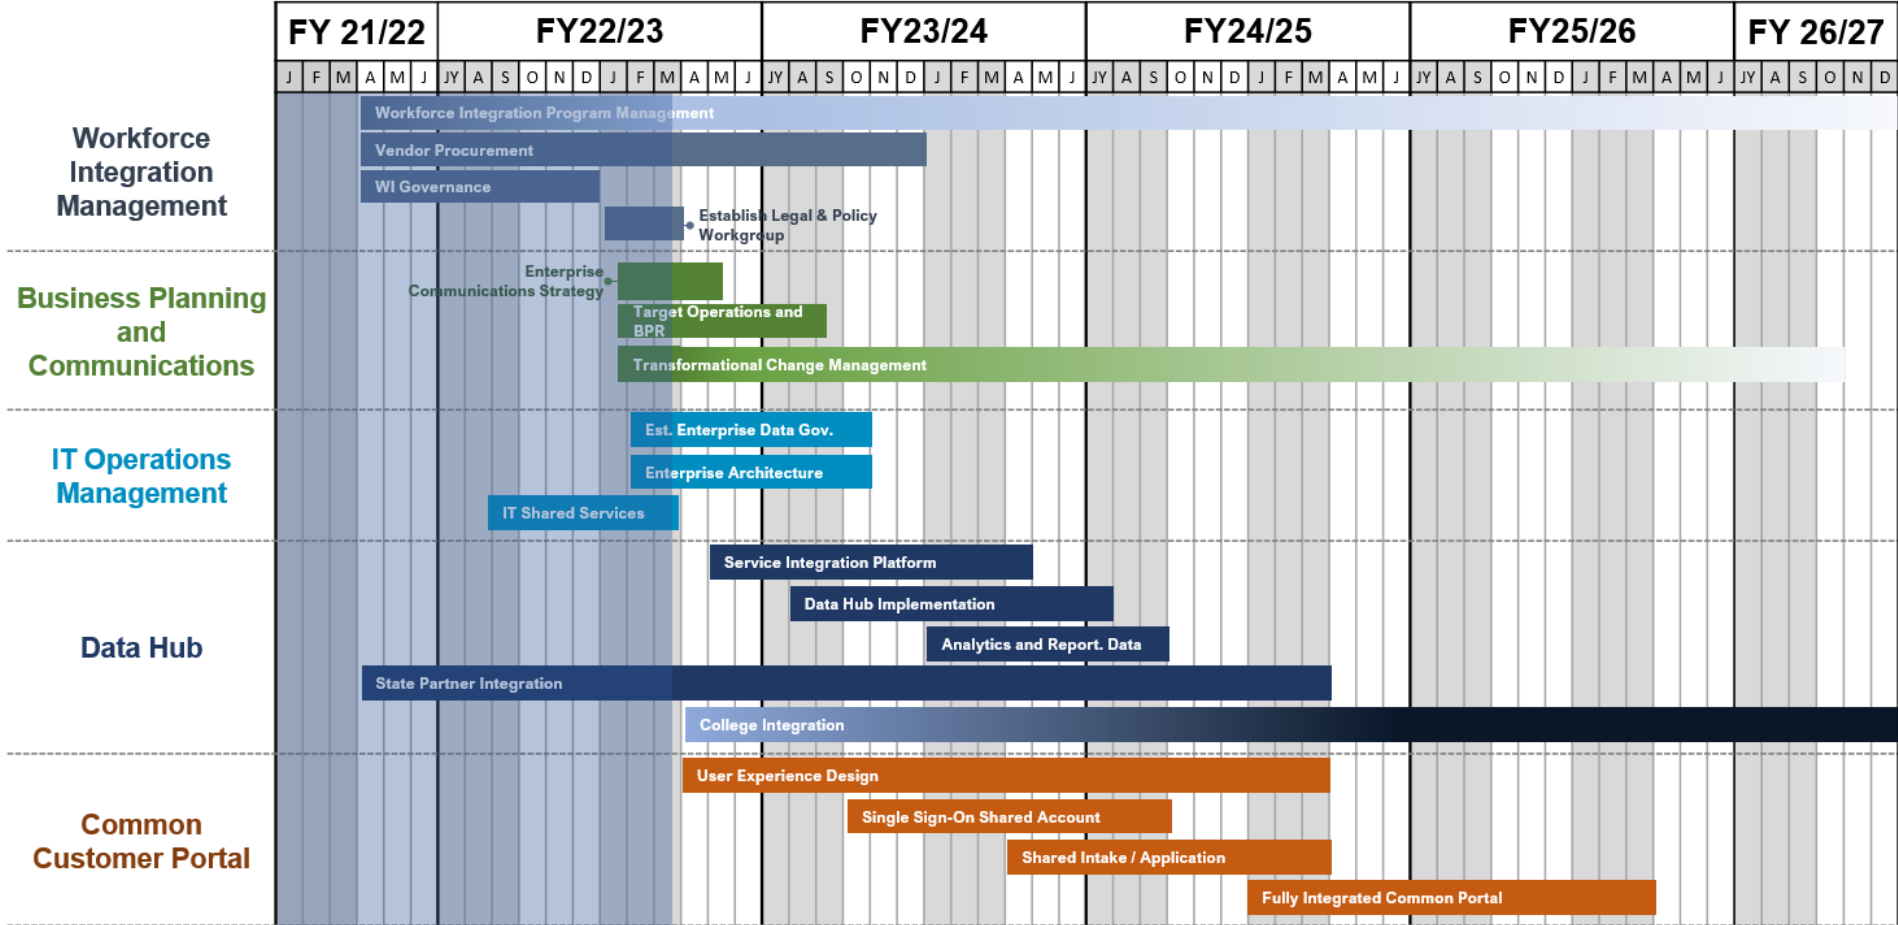 FY 21/22 FY22/23 FY23/24 FY24/25 FY25/26 FY 26/27
J F M A M J JY A S O N D J F M A M J JY A S O N D J F M A M J JY A S O N D J F M A M J JY A S O N D J F M A M J JY A S O N D
Workforce
Integration
Management
Workforce Integration Program Management
Vendor Procurement
WI Governance
Establish Legal & Policy
Workgroup
Business Planning
and
Communications
Enterprise
Communications Strategy
Target Operations and
BPR
Transformational Change Management
IT Operations
Management
Est. Enterprise Data Gov.
Enterprise Architecture
IT Shared Services
Data Hub
Service Integration Platform
Data Hub Implementation
Analytics and Report. Data
State Partner Integration
College Integration
Common
Customer Portal
User Experience Design
Single Sign-On Shared Account
Shared Intake / Application
Fully Integrated Common Portal